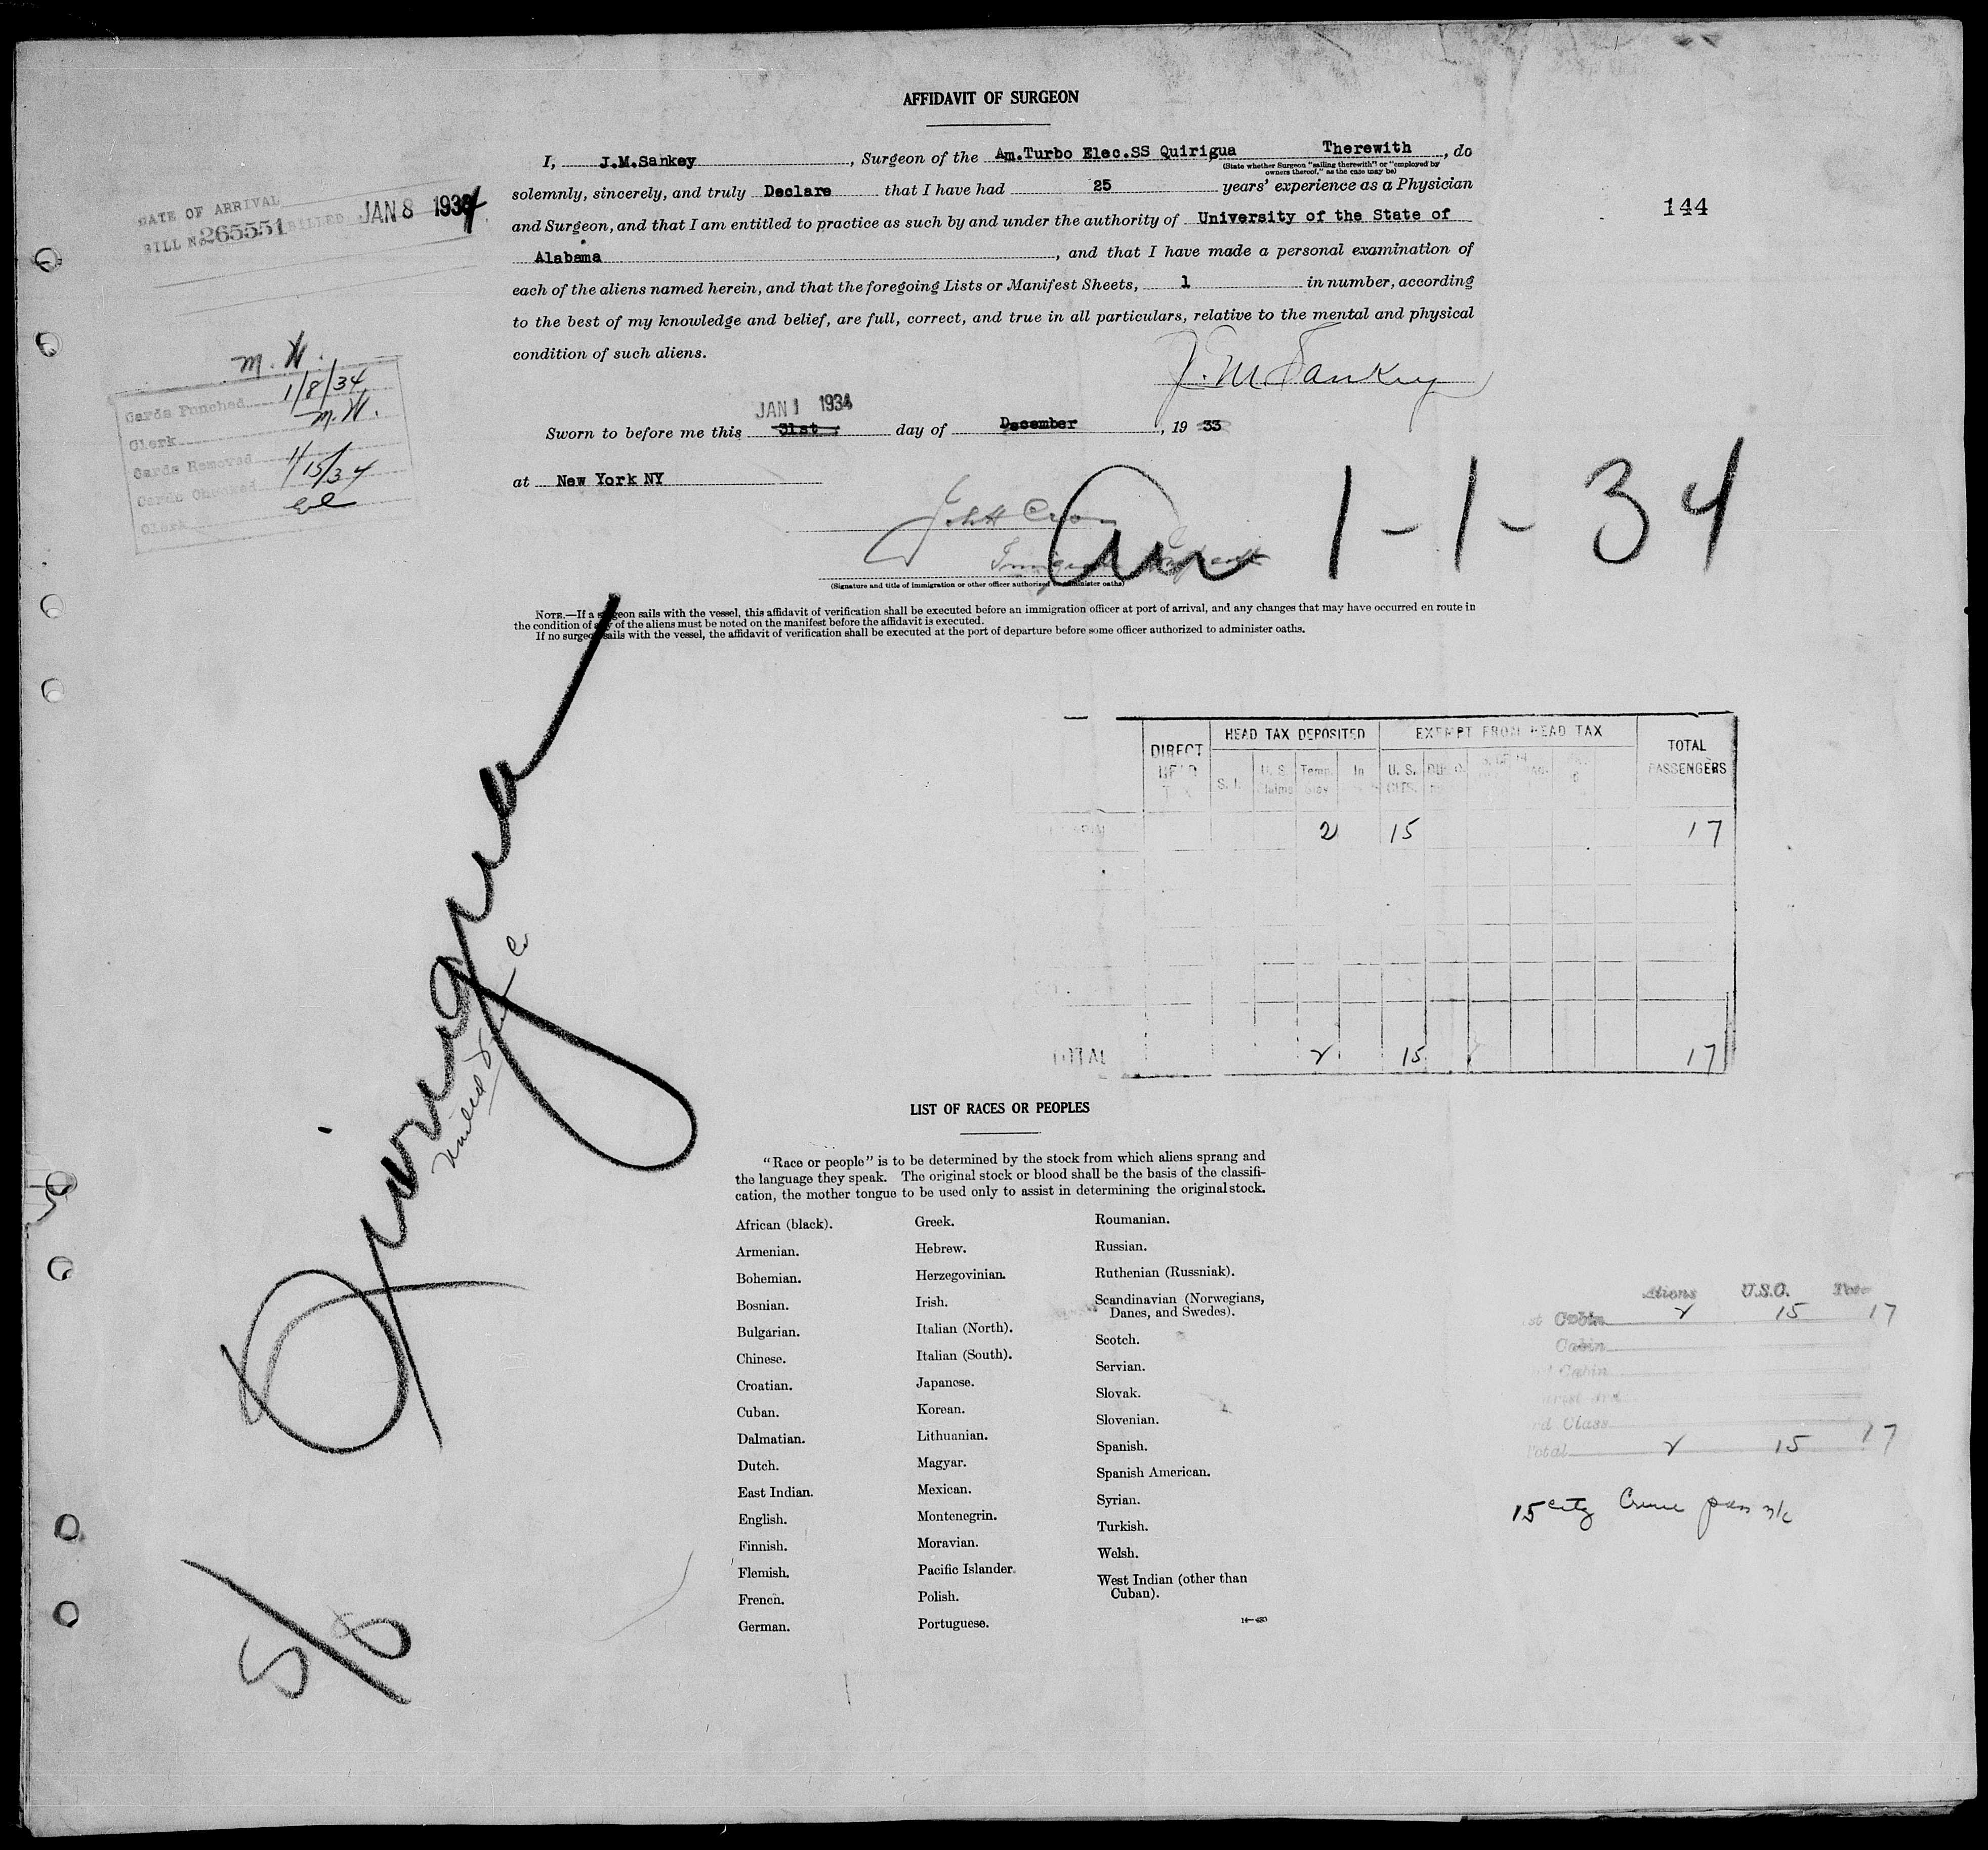 AFFIDAVIT OF SURGEON
I, J.M.Sankey, Surgeon of the Am.Turbo Elec.SS Quirigua Therewith, do
(State whether Surgeon "sailing therewith" or "employed by
owners thereof," as the case may be)
solemnly, sincerely, and truly Declare that I have had 25 years' experience as a Physician
and Surgeon, and that I am entitled to practice as such by and under the authority of University of the State of
Alabama, and that I have made a personal examination of
each of the aliens named herein, and that the foregoing Lists or Manifest Sheets, 1 in number, according
to the best of my knowledge and belief, are full, correct, and true in all particulars, relative to the mental and physical
condition of such aliens.
J.M.Sankey
JAN 1 1934
Sworn to before me this 31st day of December, 19 33
at New York NY
Arr 1-1-34
(Signature and title of immigration or other officer authorized to administer oaths)
NOTE.—If a surgeon sails with the vessel, this affidavit of verification shall be executed before an immigration officer at port of arrival, and any changes that may have occurred en route in
the condition of any of the aliens must be noted on the manifest before the affidavit is executed.
If no surgeon sails with the vessel, the affidavit of verification shall be executed at the port of departure before some officer authorized to administer oaths.
144
DATE OF ARRIVAL
BILL No 265551 BILLED JAN 8 1934
M.H.
Cards Punched 1/8/34
Clerk M.H.
Cards Removed
Cards Checked 1/15/34
Clerk
Quirigua
United Fruit Co
S/S
DIRECT HEAD TAX
HEAD TAX DEPOSITED
EXEMPT FROM HEAD TAX
TOTAL PASSENGERS
S. I.
U. S. Claims
Temp. Stay
In
U. S. CITS.
2 15 17
TOTAL 2 15 17
LIST OF RACES OR PEOPLES
"Race or people" is to be determined by the stock from which aliens sprang and
the language they speak. The original stock or blood shall be the basis of the classifi-
cation, the mother tongue to be used only to assist in determining the original stock.
African (black).
Armenian.
Bohemian.
Bosnian.
Bulgarian.
Chinese.
Croatian.
Cuban.
Dalmatian.
Dutch.
East Indian.
English.
Finnish.
Flemish.
French.
German.
Greek.
Hebrew.
Herzegovinian.
Irish.
Italian (North).
Italian (South).
Japanese.
Korean.
Lithuanian.
Magyar.
Mexican.
Montenegrin.
Moravian.
Pacific Islander.
Polish.
Portuguese.
Roumanian.
Russian.
Ruthenian (Russniak).
Scandinavian (Norwegians,
Danes, and Swedes).
Scotch.
Servian.
Slovak.
Slovenian.
Spanish.
Spanish American.
Syrian.
Turkish.
Welsh.
West Indian (other than
Cuban).
Aliens U.S.C. Total
st Cabin 2 15 17
Cabin
Cabin
rd Class
Total 2 15 17
15